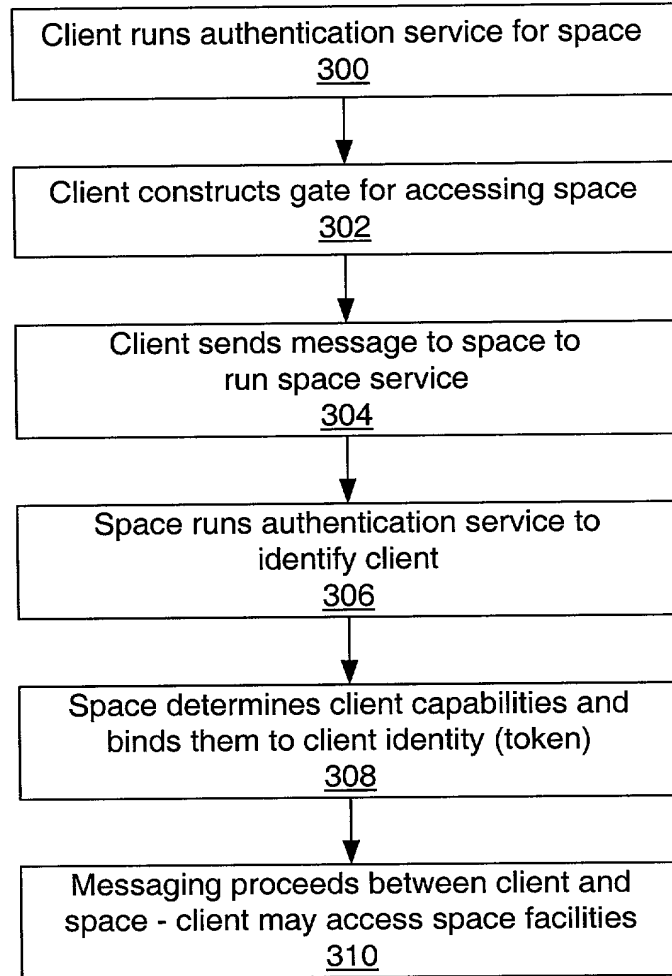 Client runs authentication service for space
300
Client constructs gate for accessing space
302
Client sends message to space to
run space service
304
Space runs authentication service to
identify client
306
Space determines client capabilities and
binds them to client identity (token)
308
Messaging proceeds between client and
space - client may access space facilities
310